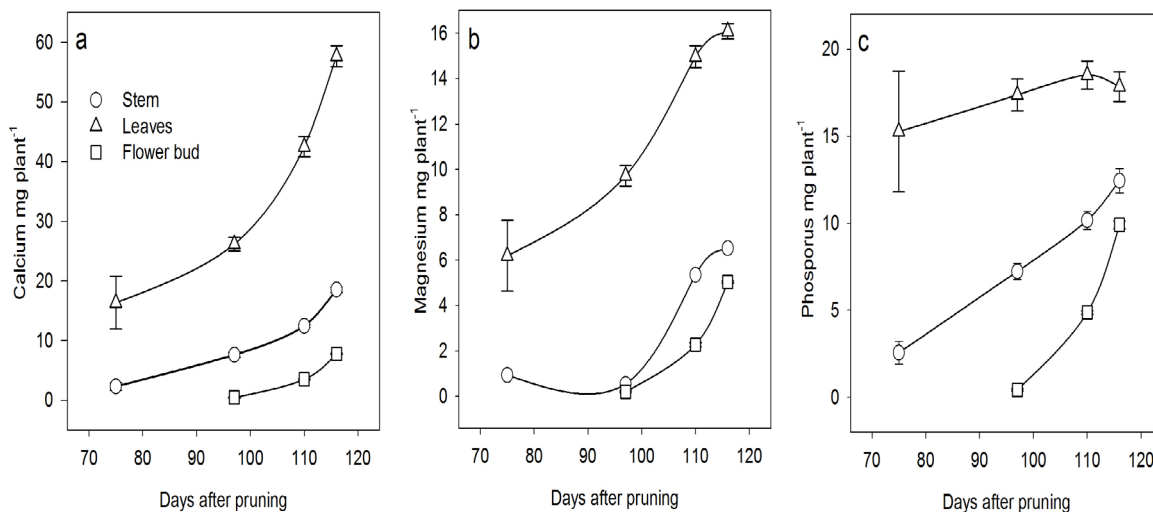 a
Calcium mg plant⁻¹
60
50
40
30
20
10
0
Stem
Leaves
Flower bud
70 80 90 100 110 120
Days after pruning
b
Magnesium mg plant⁻¹
16
14
12
10
8
6
4
2
0
70 80 90 100 110 120
Days after pruning
c
Phosporus mg plant⁻¹
20
15
10
5
0
70 80 90 100 110 120
Days after pruning